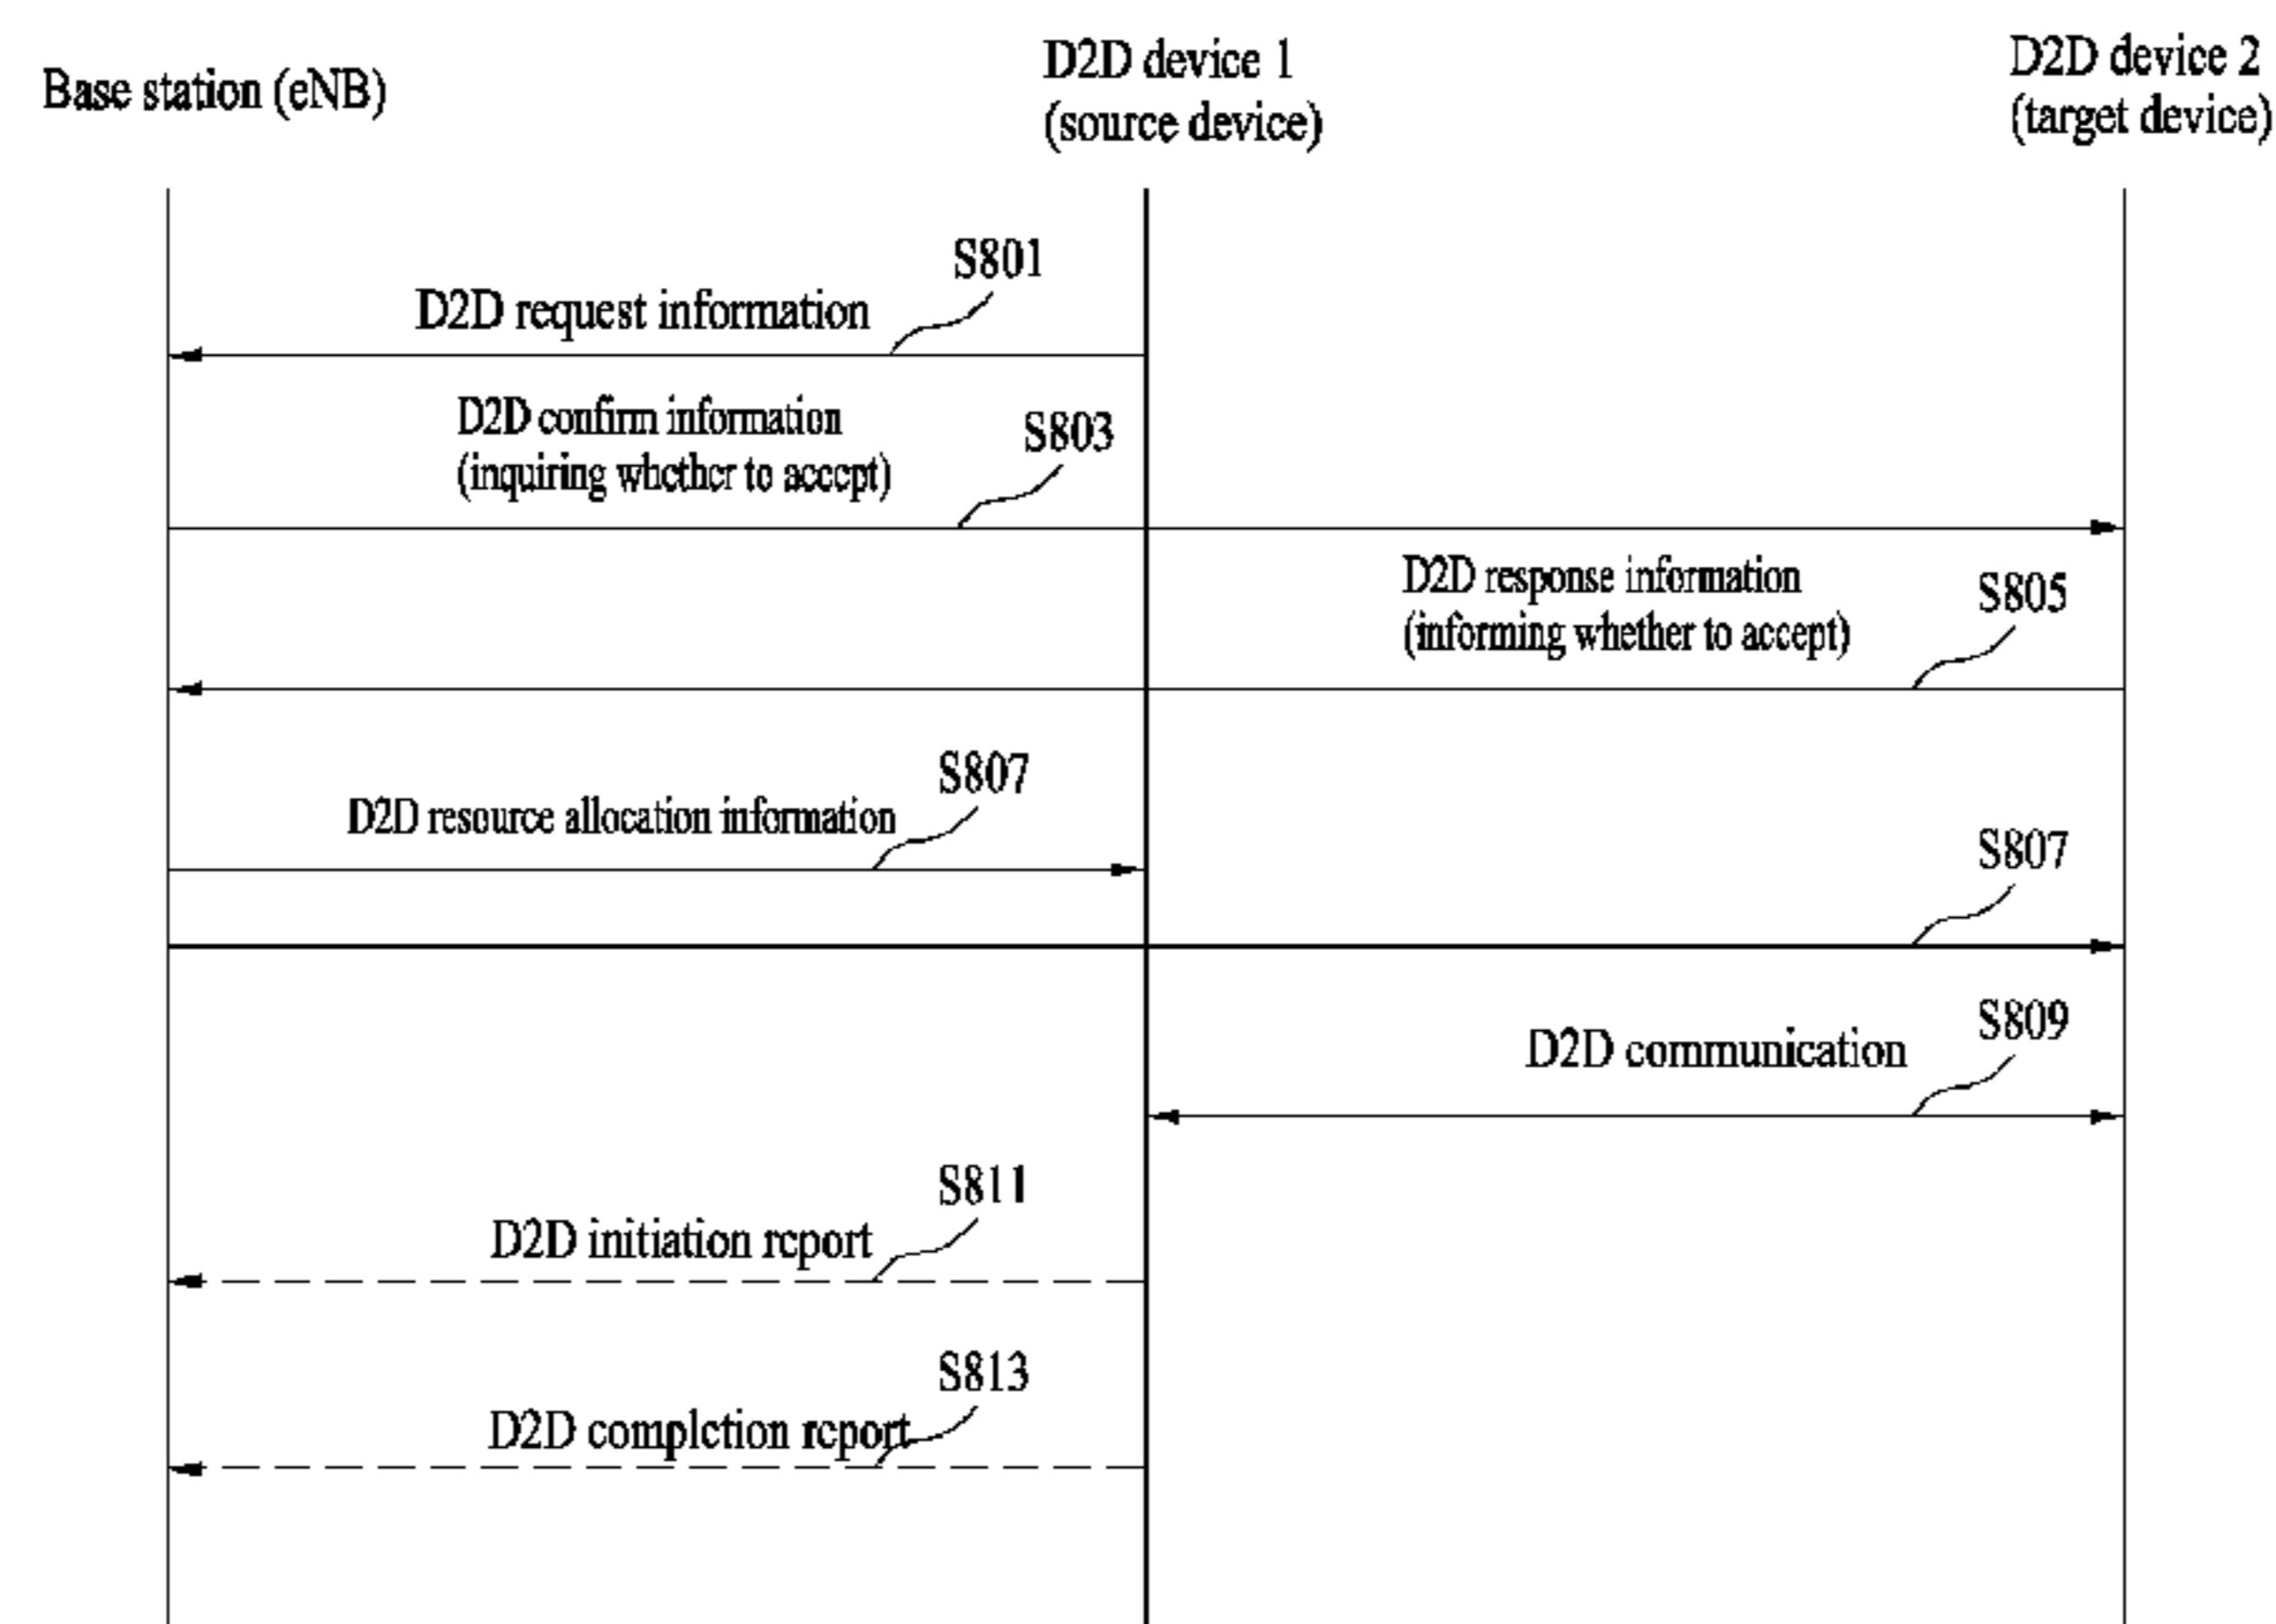 Base station (eNB)
D2D device 1
(source device)
D2D device 2
(target device)
S801
D2D request information
D2D confirm information
(inquiring whether to accept)
S803
D2D response information
(informing whether to accept)
S805
S807
D2D resource allocation information
S807
S809
D2D communication
S811
D2D initiation report
S813
D2D completion report